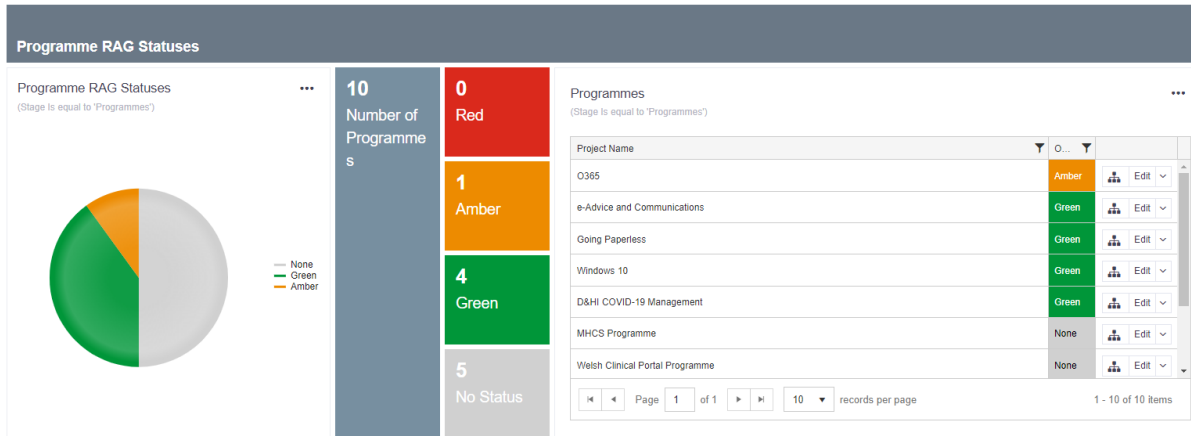 Programme RAG Statuses
Programme RAG Statuses
•••
(Stage Is equal to 'Programmes')
None
Green
Amber
10
Number of
Programme
s
0
Red
1
Amber
4
Green
5
No Status
Programmes
•••
(Stage Is equal to 'Programmes')
Project Name O...
O365 Amber Edit
e-Advice and Communications Green Edit
Going Paperless Green Edit
Windows 10 Green Edit
D&HI COVID-19 Management Green Edit
MHCS Programme None Edit
Welsh Clinical Portal Programme None Edit
Page 1 of 1 10 records per page 1 - 10 of 10 items